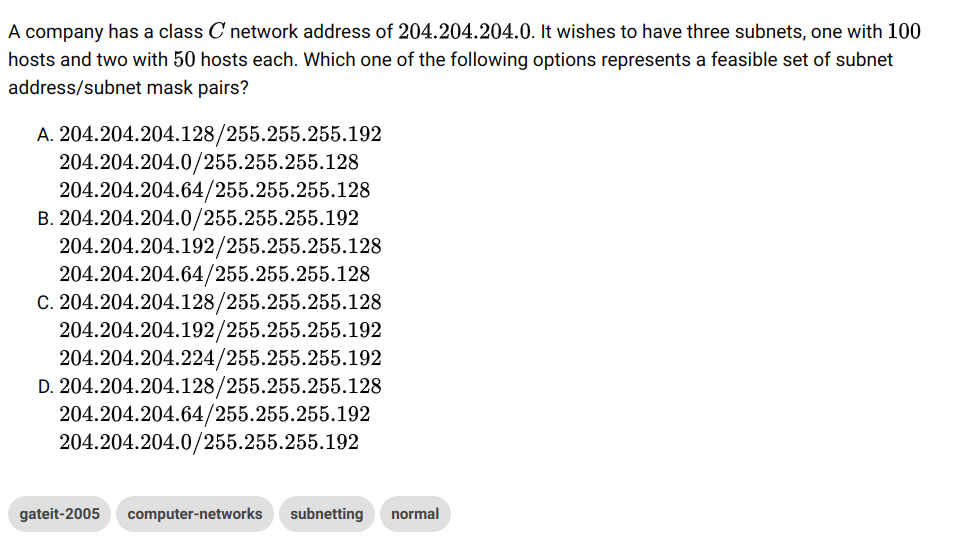 A company has a class C network address of 204.204.204.0. It wishes to have three subnets, one with 100
hosts and two with 50 hosts each. Which one of the following options represents a feasible set of subnet
address/subnet mask pairs?
A. 204.204.204.128/255.255.255.192
204.204.204.0/255.255.255.128
204.204.204.64/255.255.255.128
B. 204.204.204.0/255.255.255.192
204.204.204.192/255.255.255.128
204.204.204.64/255.255.255.128
C. 204.204.204.128/255.255.255.128
204.204.204.192/255.255.255.192
204.204.204.224/255.255.255.192
D. 204.204.204.128/255.255.255.128
204.204.204.64/255.255.255.192
204.204.204.0/255.255.255.192
gateit-2005 computer-networks subnetting normal